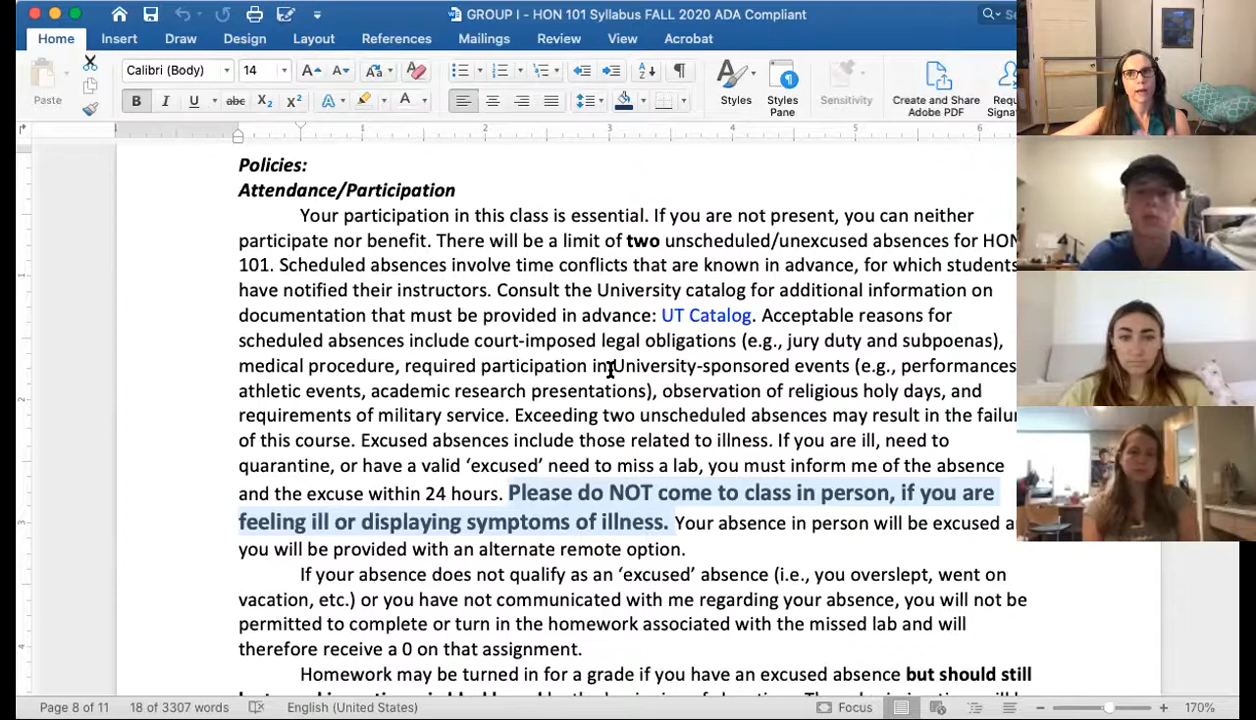 GROUP I - HON 101 Syllabus FALL 2020 ADA Compliant
Home Insert Draw Design Layout References Mailings Review View Acrobat
Paste
Calibri (Body) 14
Styles Styles Pane Sensitivity Create and Share Adobe PDF
1 1 2 3 4 5 6
Policies:
Attendance/Participation
Your participation in this class is essential. If you are not present, you can neither
participate nor benefit. There will be a limit of two unscheduled/unexcused absences for HON
101. Scheduled absences involve time conflicts that are known in advance, for which students
have notified their instructors. Consult the University catalog for additional information on
documentation that must be provided in advance: UT Catalog. Acceptable reasons for
scheduled absences include court-imposed legal obligations (e.g., jury duty and subpoenas),
medical procedure, required participation in University-sponsored events (e.g., performances
athletic events, academic research presentations), observation of religious holy days, and
requirements of military service. Exceeding two unscheduled absences may result in the
of this course. Excused absences include those related to illness. If you are ill, need to
quarantine, or have a valid ‘excused’ need to miss a lab, you must inform me of the absence
and the excuse within 24 hours. Please do NOT come to class in person, if you are
feeling ill or displaying symptoms of illness. Your absence in person will be excused
you will be provided with an alternate remote option.
If your absence does not qualify as an ‘excused’ absence (i.e., you overslept, went on
vacation, etc.) or you have not communicated with me regarding your absence, you will not be
permitted to complete or turn in the homework associated with the missed lab and will
therefore receive a 0 on that assignment.
Homework may be turned in for a grade if you have an excused absence but should still
Page 8 of 11 18 of 3307 words English (United States) Focus 170%